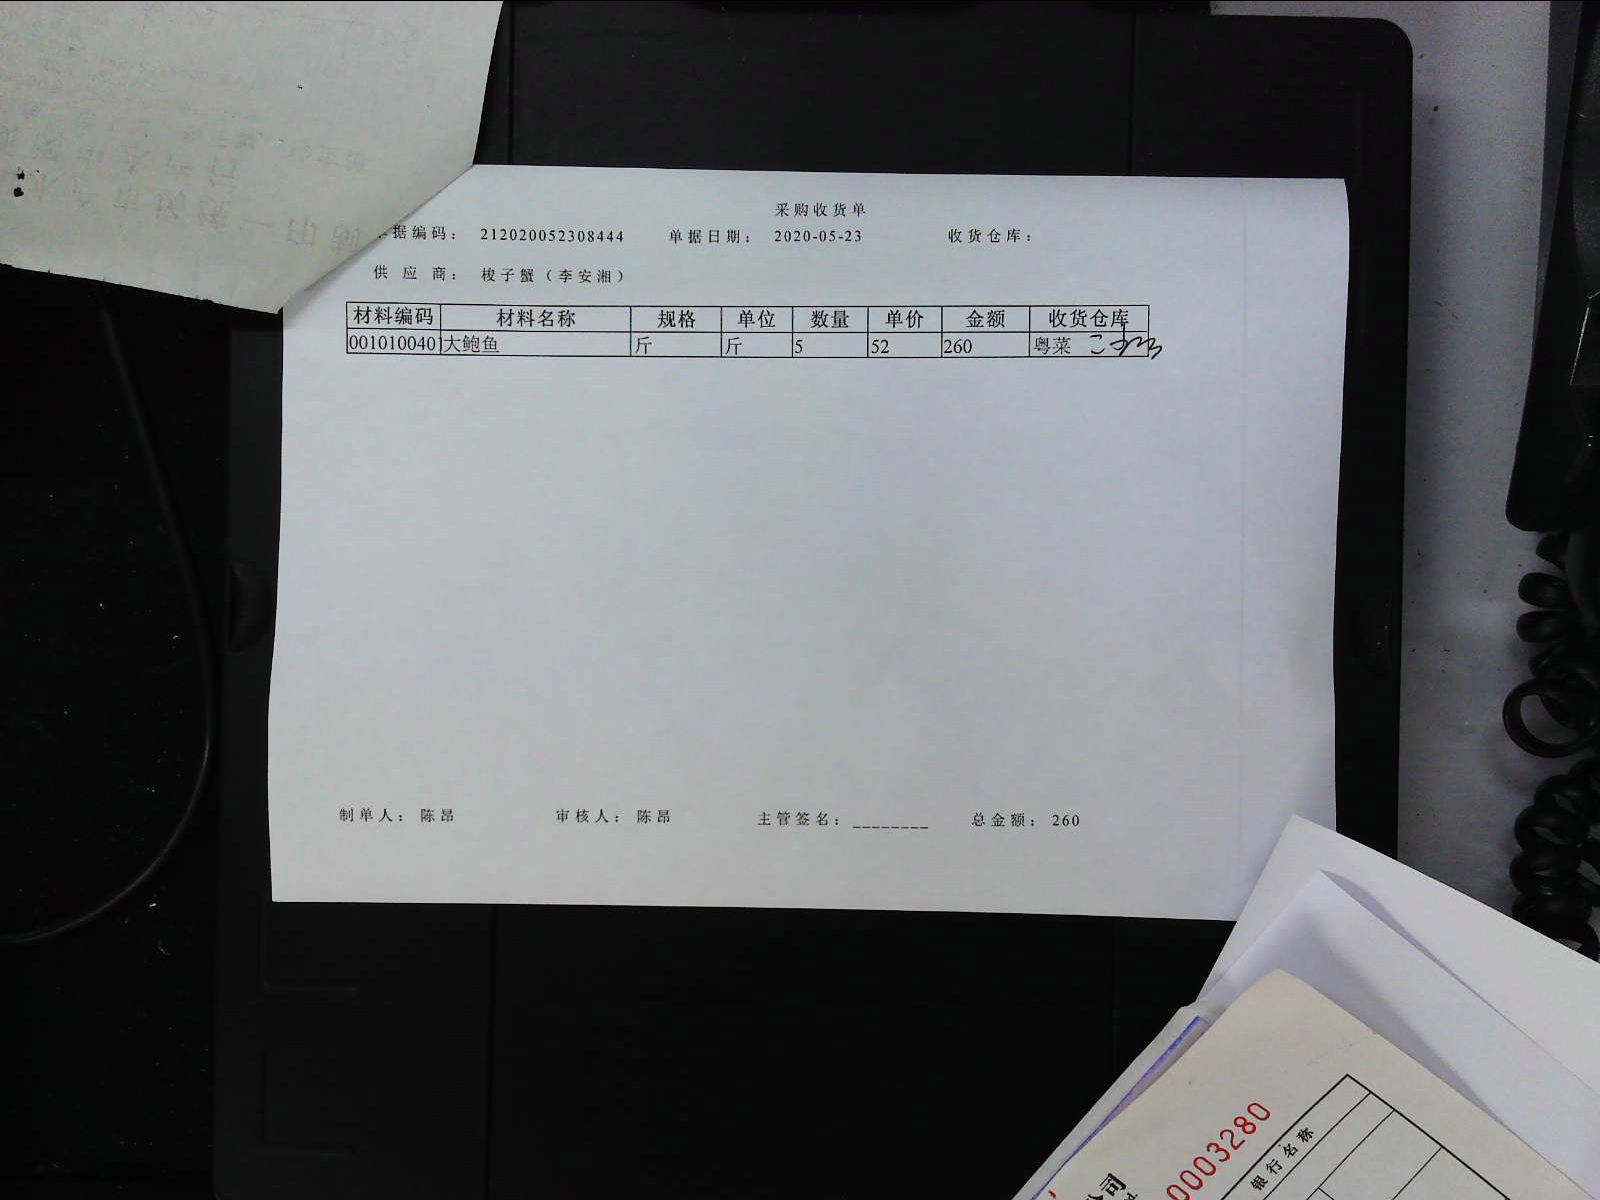 采购收货单
据编码： 212020052308444 单据日期： 2020-05-23 收货仓库：
供 应 商： 梭子蟹（李安湘）
材料编码 材料名称 规格 单位 数量 单价 金额 收货仓库
001010040 大鲍鱼 斤 斤 5 52 260 粤菜
制单人： 陈昂 审核人： 陈昂 主管签名：________ 总金额： 260
0003280
银行名称
公司